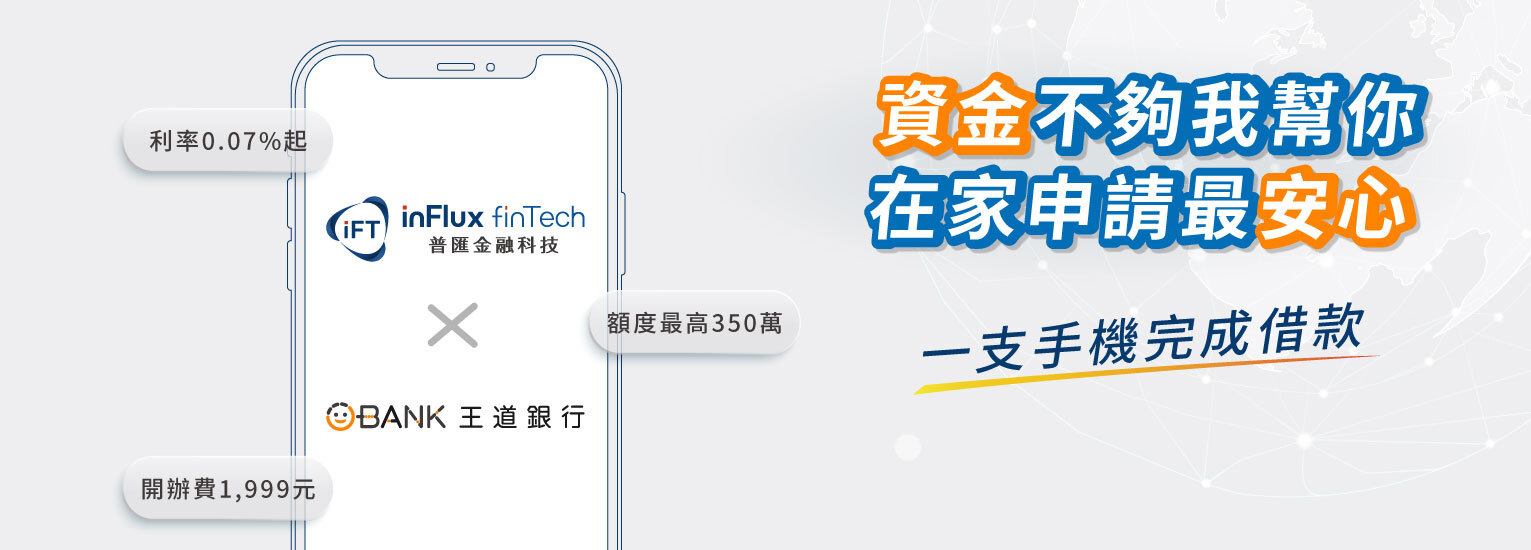 利率0.07%起
iFT
inFlux finTech
普匯金融科技
額度最高350萬
O-BANK 王道銀行
開辦費1,999元
資金不夠我幫你
在家申請最安心
一支手機完成借款